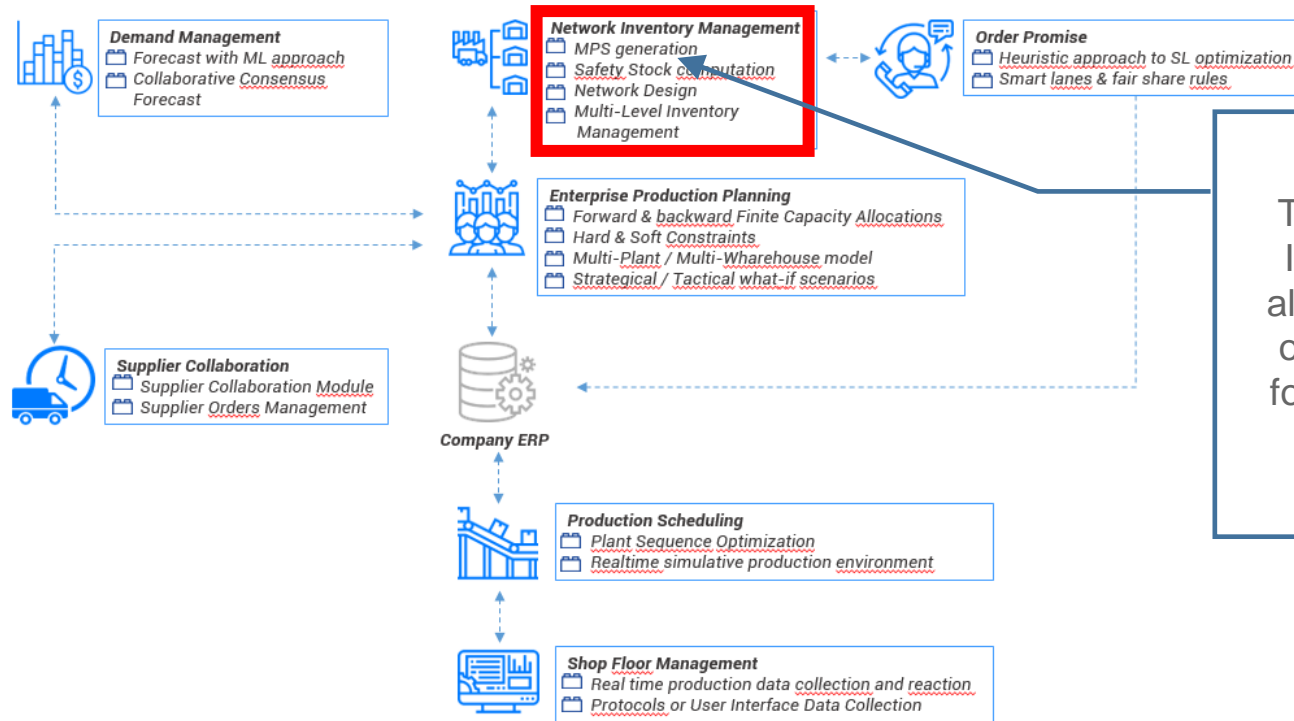 Demand Management
Forecast with ML approach
Collaborative Consensus
Forecast
Network Inventory Management
MPS generation
Safety Stock computation
Network Design
Multi-Level Inventory
Management
Order Promise
Heuristic approach to SL optimization
Smart lanes & fair share rules
Enterprise Production Planning
Forward & backward Finite Capacity Allocations
Hard & Soft Constraints
Multi-Plant / Multi-Wharehouse model
Strategical / Tactical what-if scenarios
Supplier Collaboration
Supplier Collaboration Module
Supplier Orders Management
Company ERP
Production Scheduling
Plant Sequence Optimization
Realtime simulative production environment
Shop Floor Management
Real time production data collection and reaction
Protocols or User Interface Data Collection